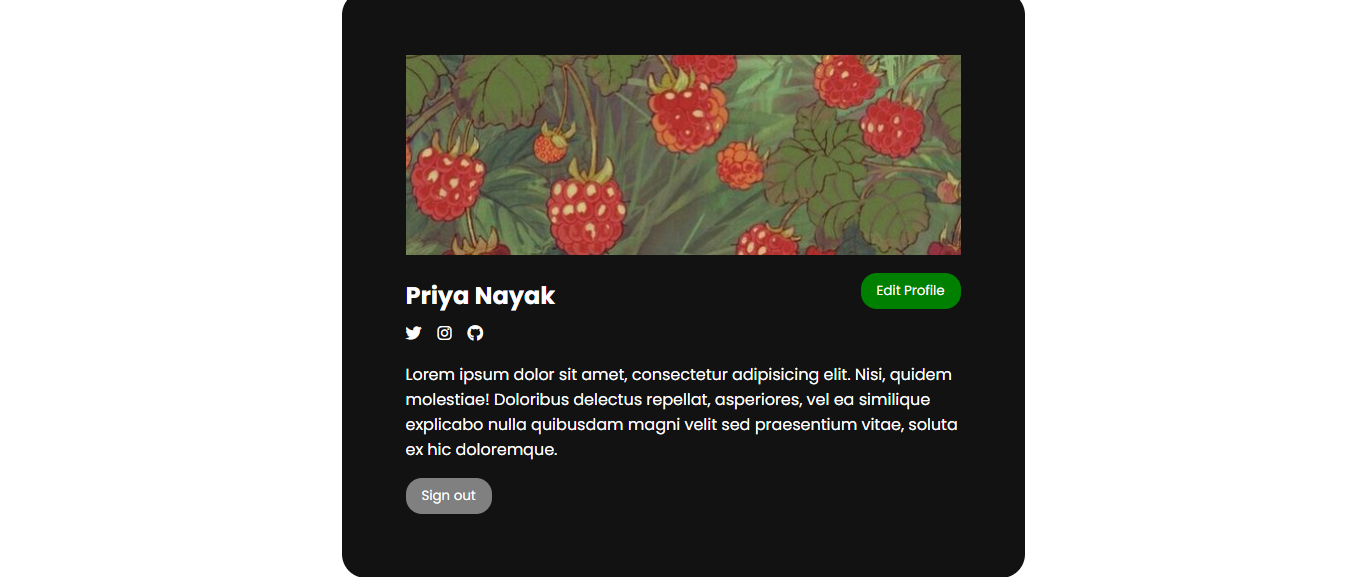 Priya Nayak
Edit Profile
Lorem ipsum dolor sit amet, consectetur adipisicing elit. Nisi, quidem
molestiae! Doloribus delectus repellat, asperiores, vel ea similique
explicabo nulla quibusdam magni velit sed praesentium vitae, soluta
ex hic doloremque.
Sign out